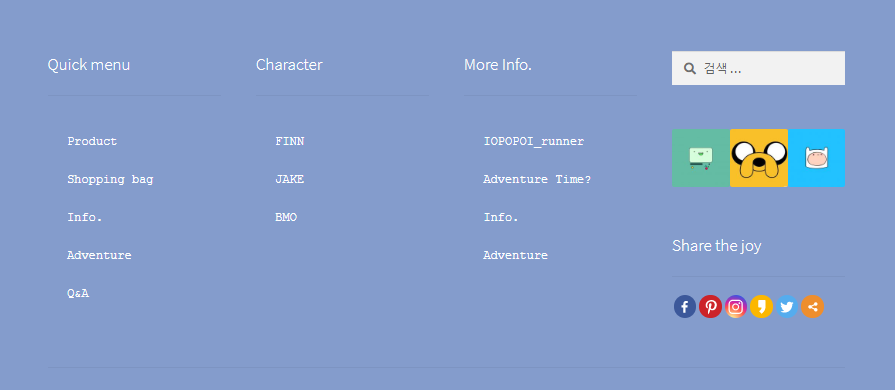 Quick menu
Product
Shopping bag
Info.
Adventure
Q&A
Character
FINN
JAKE
BMO
More Info.
IOPOPOI_runner
Adventure Time?
Info.
Adventure
검색 ...
Share the joy